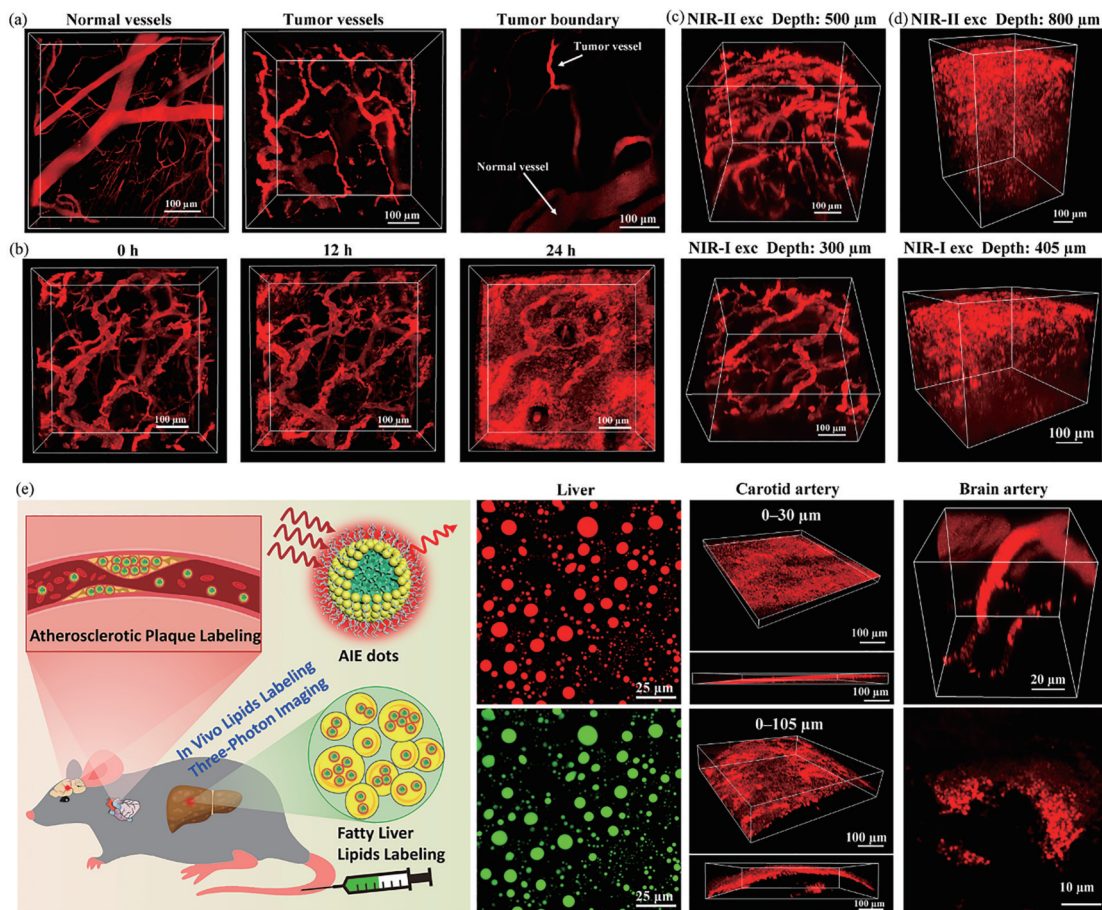 (a)
Normal vessels
Tumor vessels
Tumor boundary
Tumor vessel
Normal vessel
100 μm
100 μm
100 μm
(b)
0 h
12 h
24 h
100 μm
100 μm
100 μm
(c)
NIR-II exc Depth: 500 μm
100 μm
NIR-I exc Depth: 300 μm
100 μm
(d)
NIR-II exc Depth: 800 μm
100 μm
NIR-I exc Depth: 405 μm
100 μm
(e)
Atherosclerotic Plaque Labeling
AIE dots
In Vivo Lipids Labeling
Three-Photon Imaging
Fatty Liver
Lipids Labeling
Liver
25 μm
25 μm
Carotid artery
0–30 μm
100 μm
100 μm
0–105 μm
100 μm
100 μm
Brain artery
20 μm
10 μm